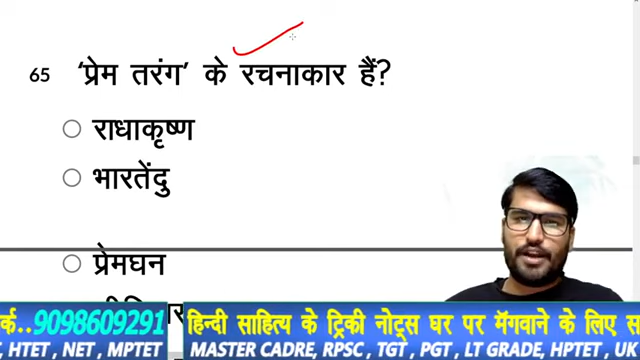 65 'प्रेम तरंग' के रचनाकार हैं?
राधाकृष्ण
भारतेंदु
प्रेमघन
र्क..9098609291 हिन्दी साहित्य के ट्रिकी नोट्स घर पर मॅगवाने के लिए स
, HTET , NET , MPTET MASTER CADRE, RPSC , TGT , PGT , LT GRADE, HPTET , UK